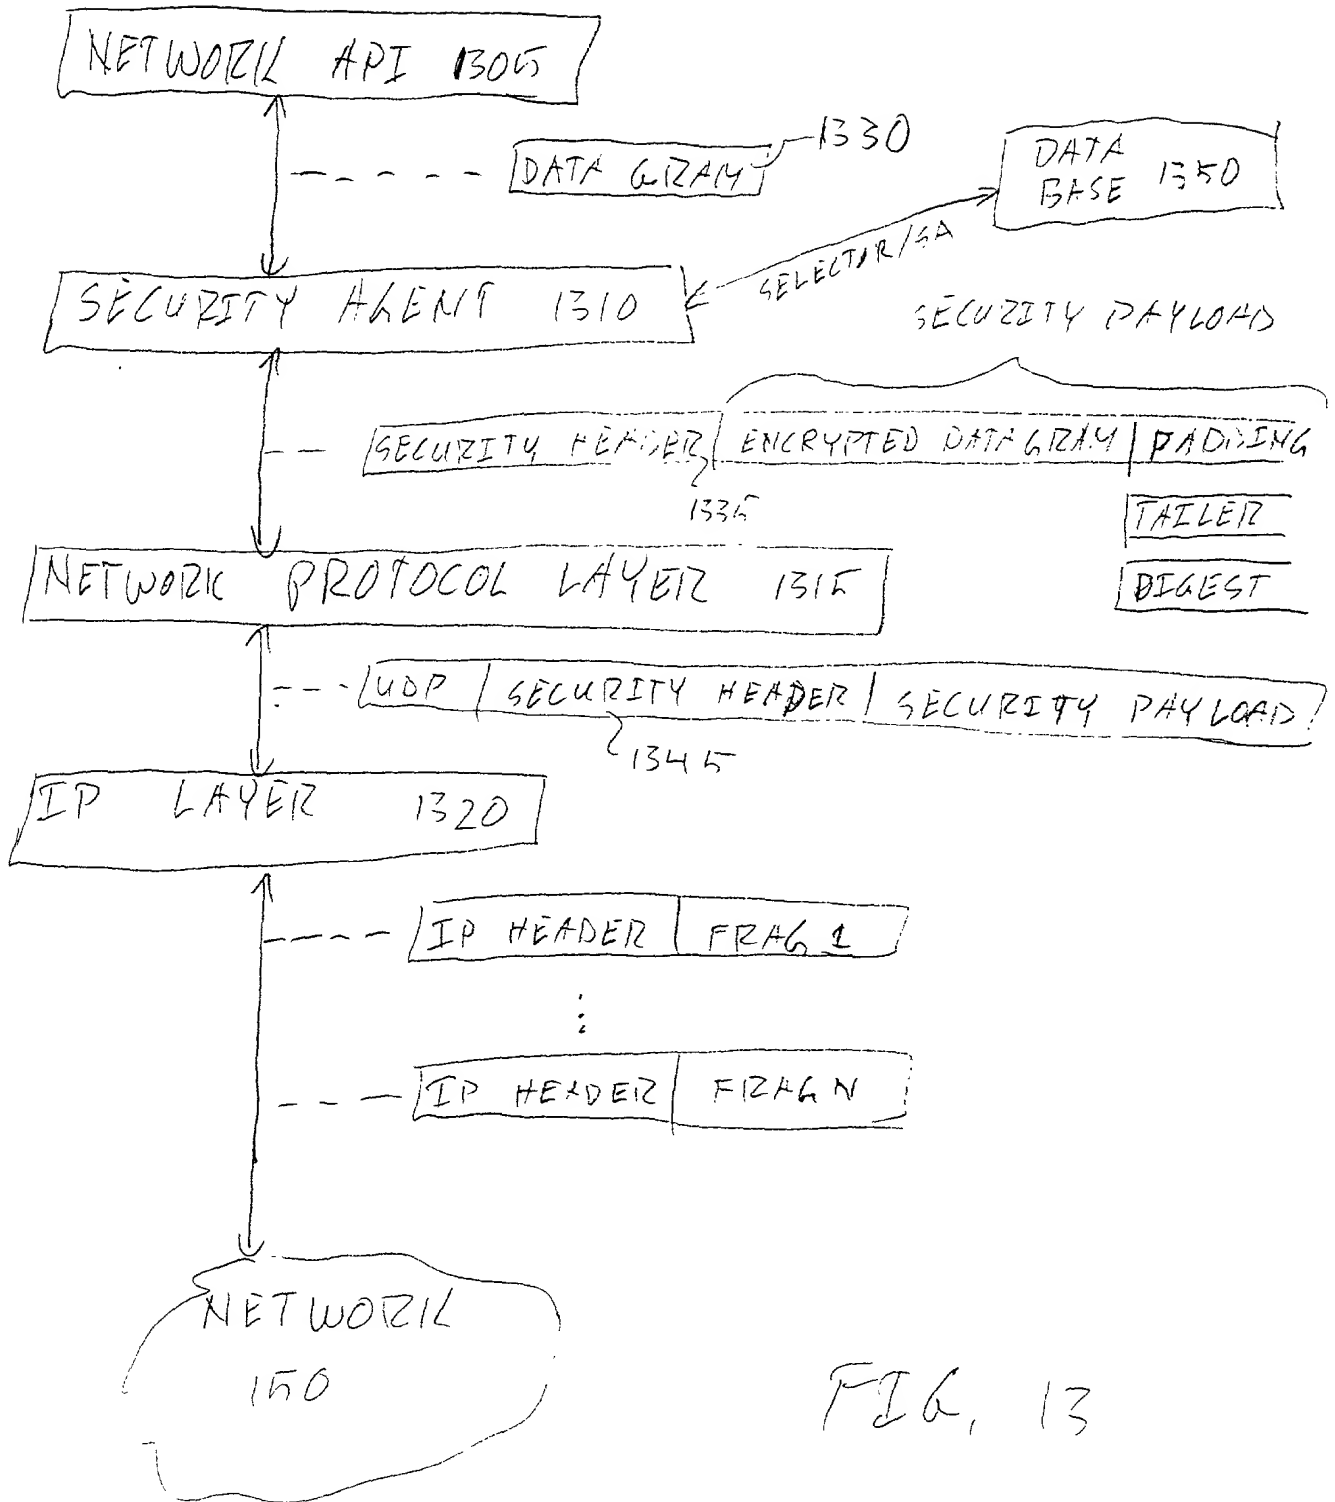 NETWORK API 1305
1330
DATA GRAM
DATA
BASE 1350
SELECTOR/SA
SECURITY AGENT 1310
SECURITY PAYLOAD
SECURITY HEADER ENCRYPTED DATAGRAM PADDING
1335
TAILER
NETWORK PROTOCOL LAYER 1315
DIGEST
UDP SECURITY HEADER SECURITY PAYLOAD
1345
IP LAYER 1320
IP HEADER FRAG 1
⋮
IP HEADER FRAG N
NETWORK
150
FIG. 13